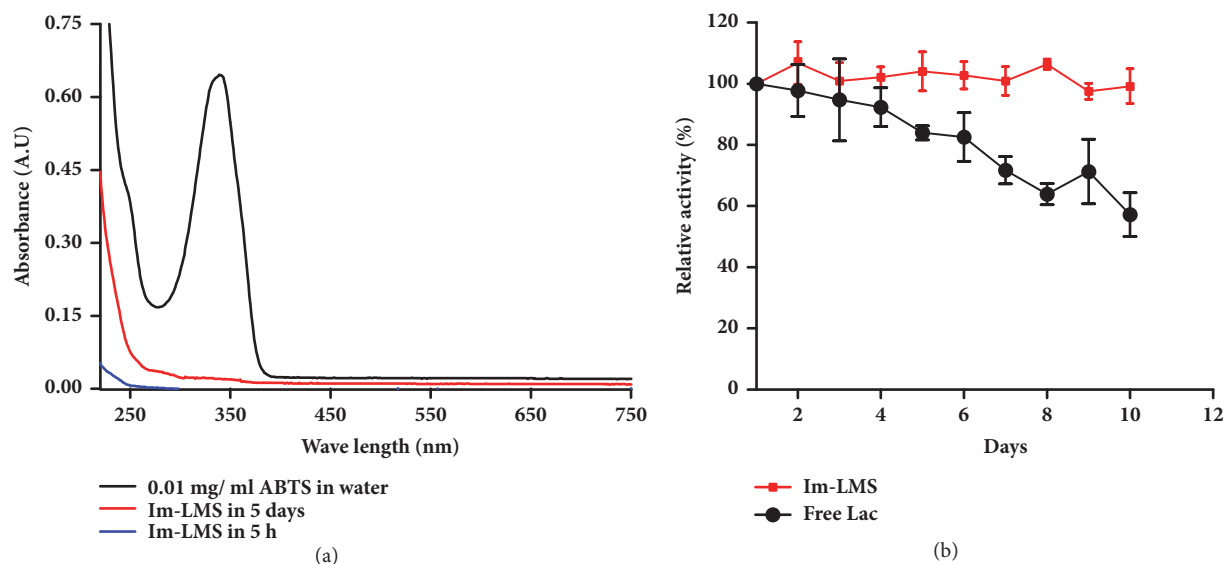 0.75
0.60
0.45
0.30
0.15
0.00
Absorbance (A.U)
250
350
450
550
650
750
Wave length (nm)
0.01 mg/ ml ABTS in water
Im-LMS in 5 days
Im-LMS in 5 h
(a)
120
100
80
60
40
20
0
Relative activity (%)
2
4
6
8
10
12
Days
Im-LMS
Free Lac
(b)